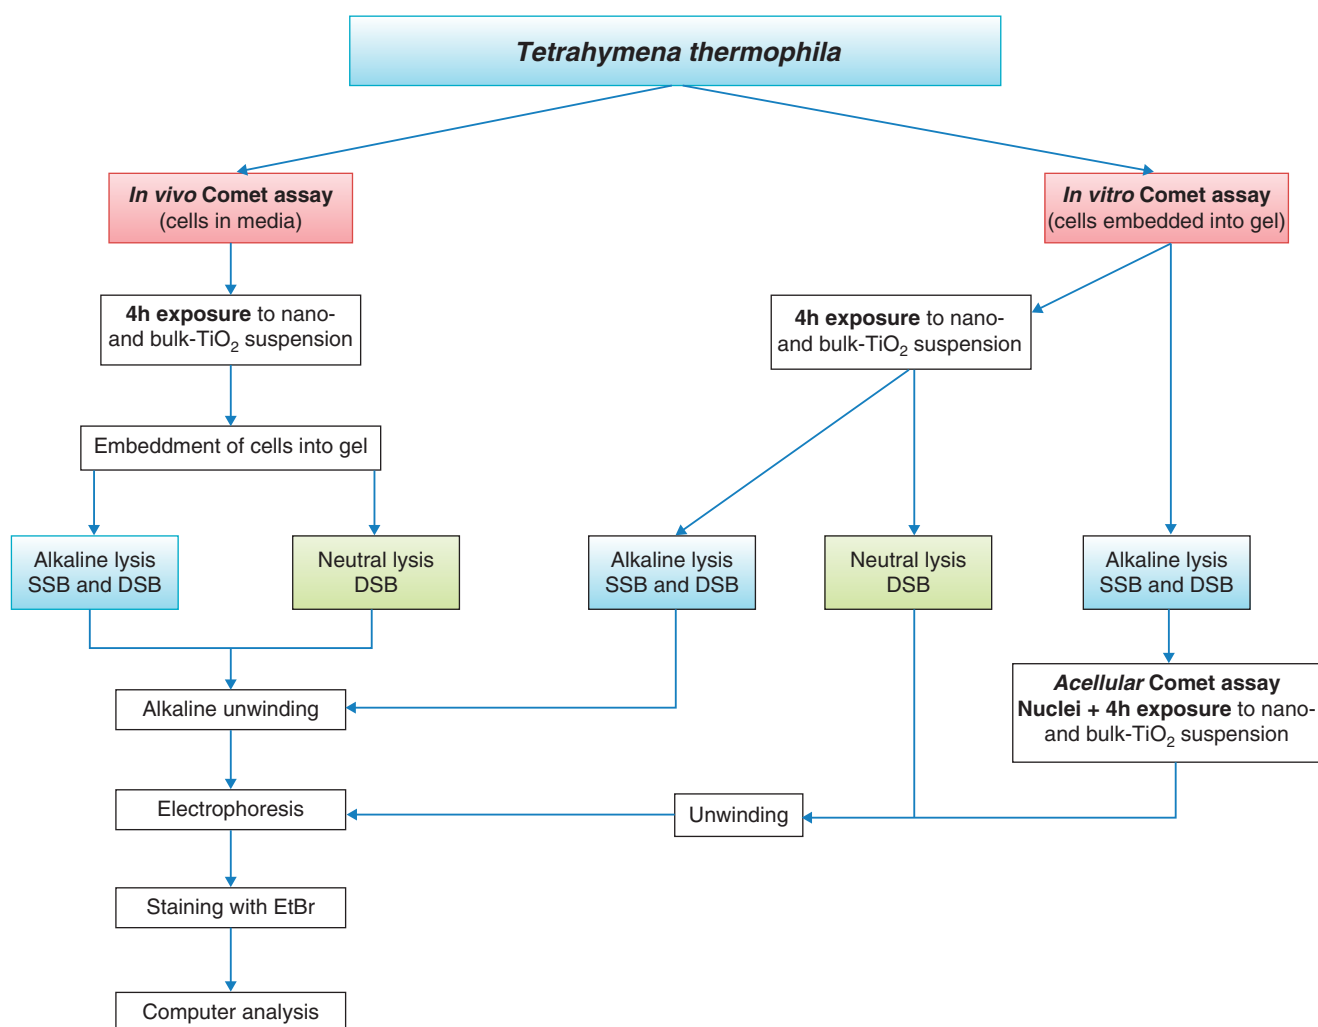 Tetrahymena thermophila
In vivo Comet assay
(cells in media)
In vitro Comet assay
(cells embedded into gel)
4h exposure to nano-
and bulk-TiO₂ suspension
4h exposure to nano-
and bulk-TiO₂ suspension
Embeddment of cells into gel
Alkaline lysis
SSB and DSB
Neutral lysis
DSB
Alkaline lysis
SSB and DSB
Neutral lysis
DSB
Alkaline lysis
SSB and DSB
Alkaline unwinding
Acellular Comet assay
Nuclei + 4h exposure to nano-
and bulk-TiO₂ suspension
Electrophoresis
Unwinding
Staining with EtBr
Computer analysis